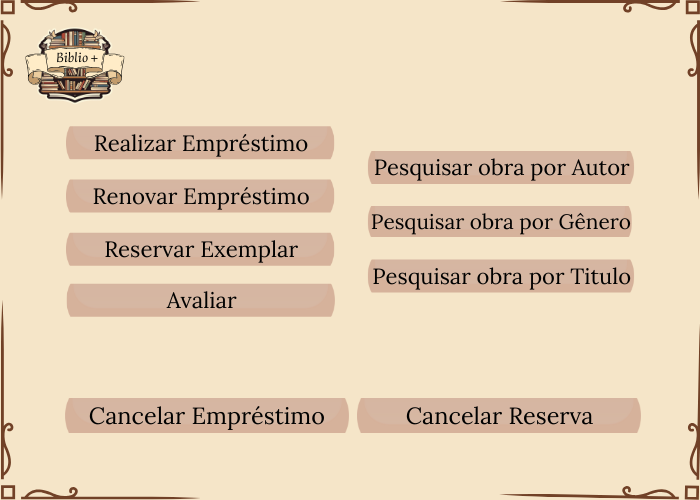 Biblio +
Realizar Empréstimo
Renovar Empréstimo
Reservar Exemplar
Avaliar
Pesquisar obra por Autor
Pesquisar obra por Gênero
Pesquisar obra por Titulo
Cancelar Empréstimo
Cancelar Reserva